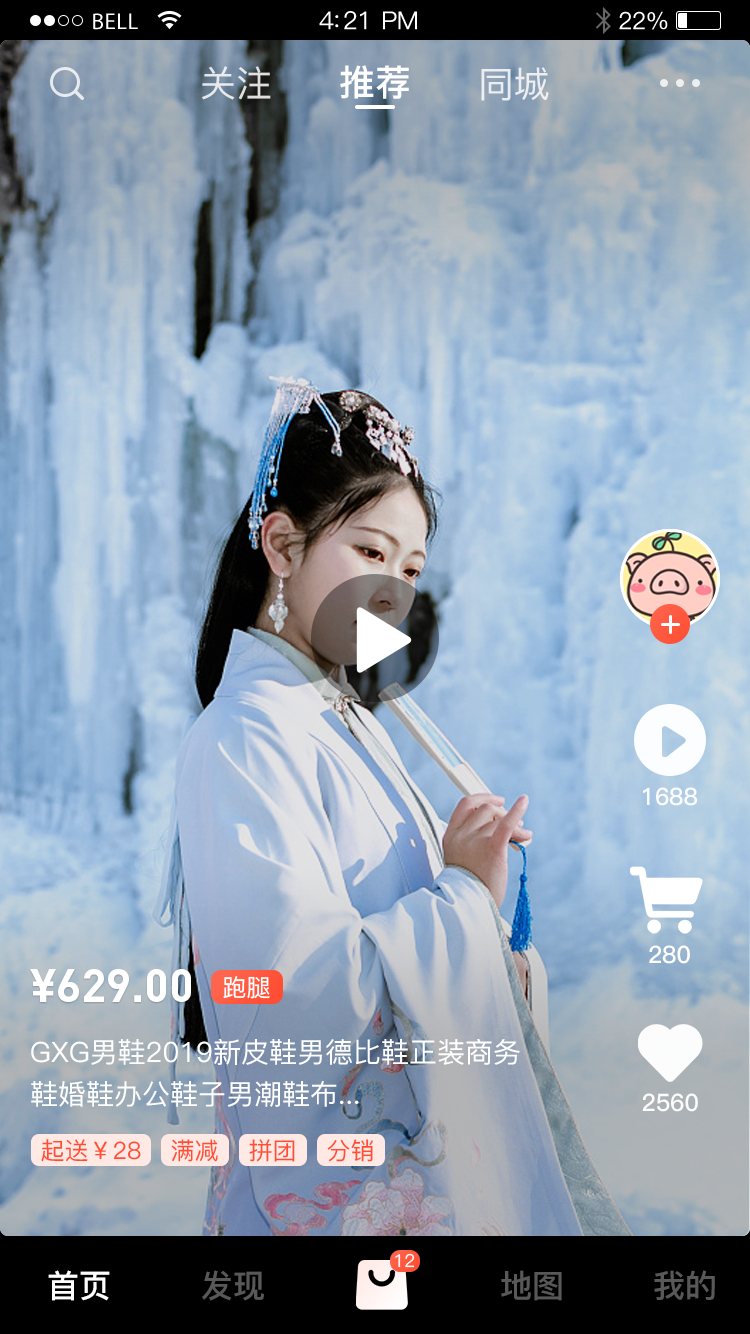 BELL 4:21 PM 22%
关注 推荐 同城
1688
280
¥629.00 跑腿
GXG男鞋2019新皮鞋男德比鞋正装商务
鞋婚鞋办公鞋子男潮鞋布...
2560
起送¥28 满减 拼团 分销
12
首页 发现 地图 我的